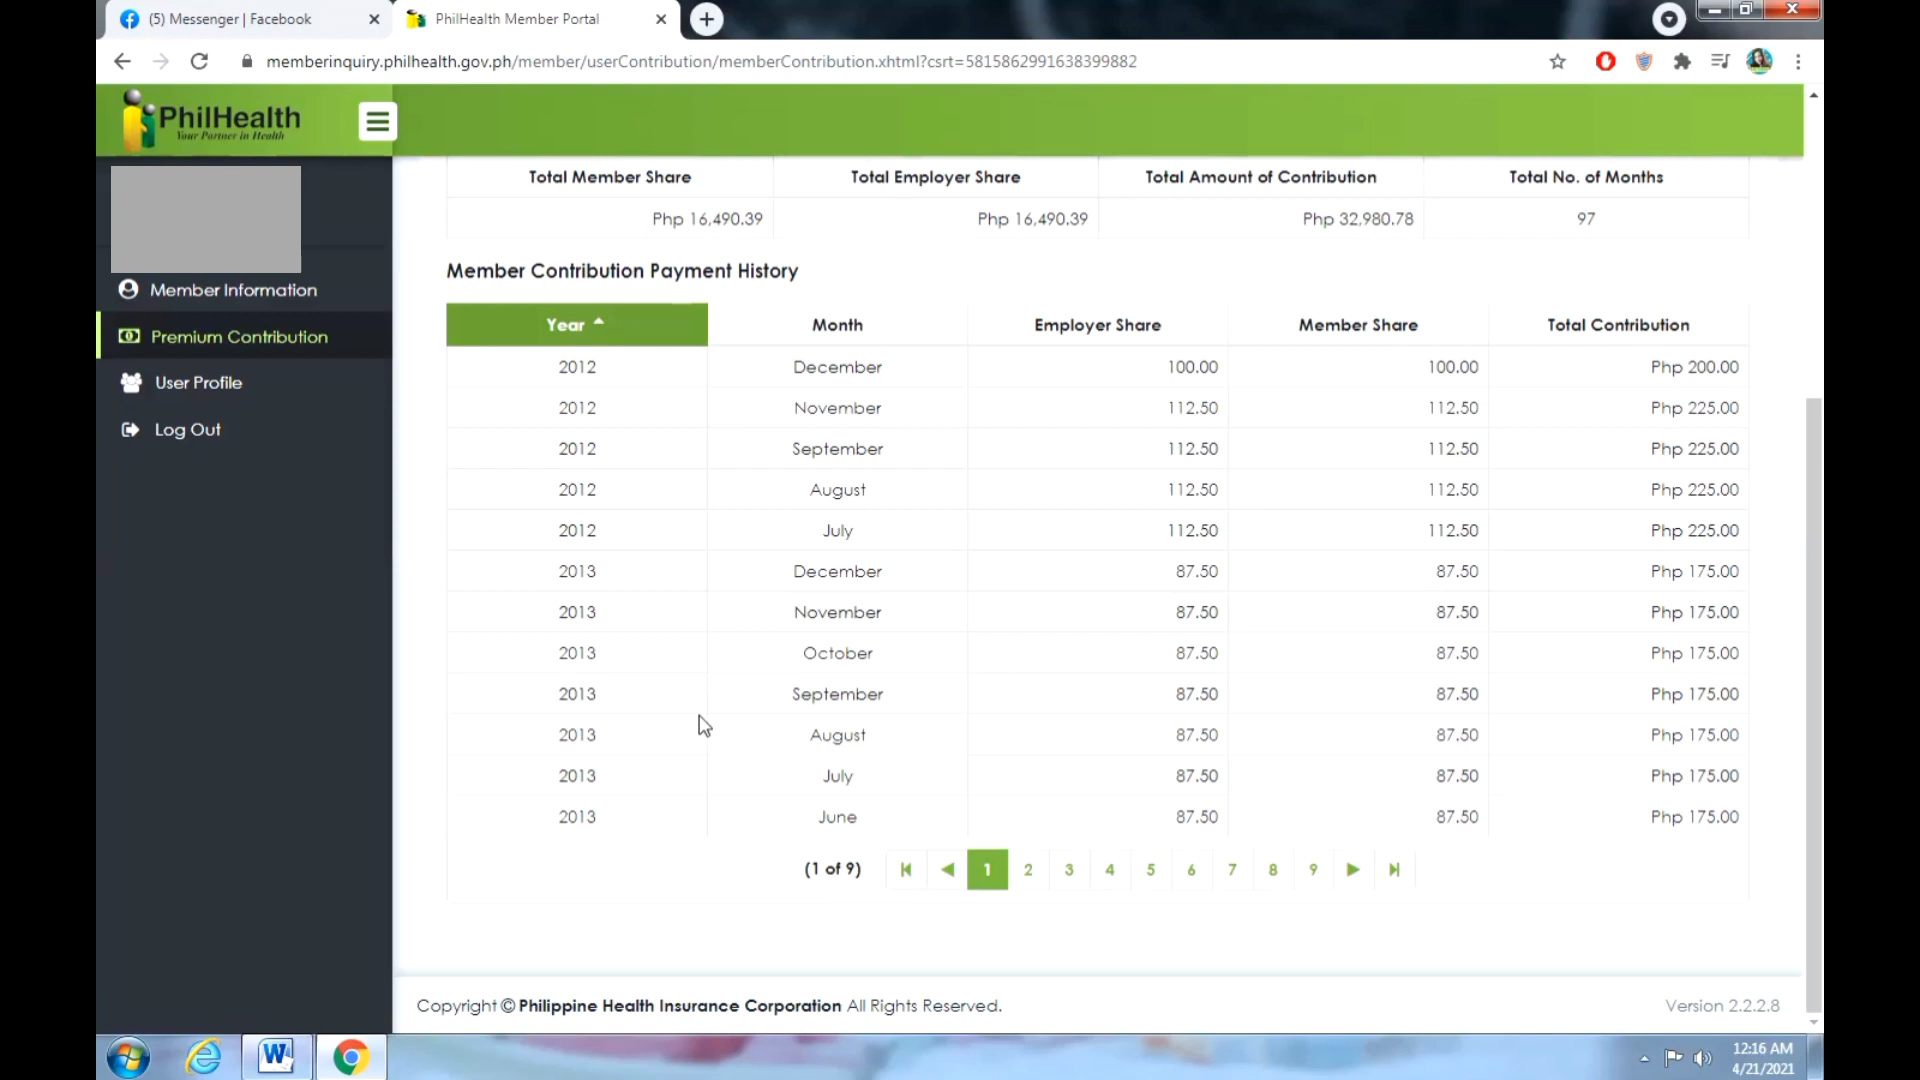 (5) Messenger | Facebook
PhilHealth Member Portal
memberinquiry.philhealth.gov.ph/member/userContribution/memberContribution.xhtml?csrt=5815862991638399882
PhilHealth
Your Partner in Health
Member Information
Premium Contribution
User Profile
Log Out
Total Member Share Total Employer Share Total Amount of Contribution Total No. of Months
Php 16,490.39 Php 16,490.39 Php 32,980.78 97
Member Contribution Payment History
Year Month Employer Share Member Share Total Contribution
2012 December 100.00 100.00 Php 200.00
2012 November 112.50 112.50 Php 225.00
2012 September 112.50 112.50 Php 225.00
2012 August 112.50 112.50 Php 225.00
2012 July 112.50 112.50 Php 225.00
2013 December 87.50 87.50 Php 175.00
2013 November 87.50 87.50 Php 175.00
2013 October 87.50 87.50 Php 175.00
2013 September 87.50 87.50 Php 175.00
2013 August 87.50 87.50 Php 175.00
2013 July 87.50 87.50 Php 175.00
2013 June 87.50 87.50 Php 175.00
(1 of 9) 1 2 3 4 5 6 7 8 9
Copyright © Philippine Health Insurance Corporation All Rights Reserved.
Version 2.2.2.8
12:16 AM
4/21/2021